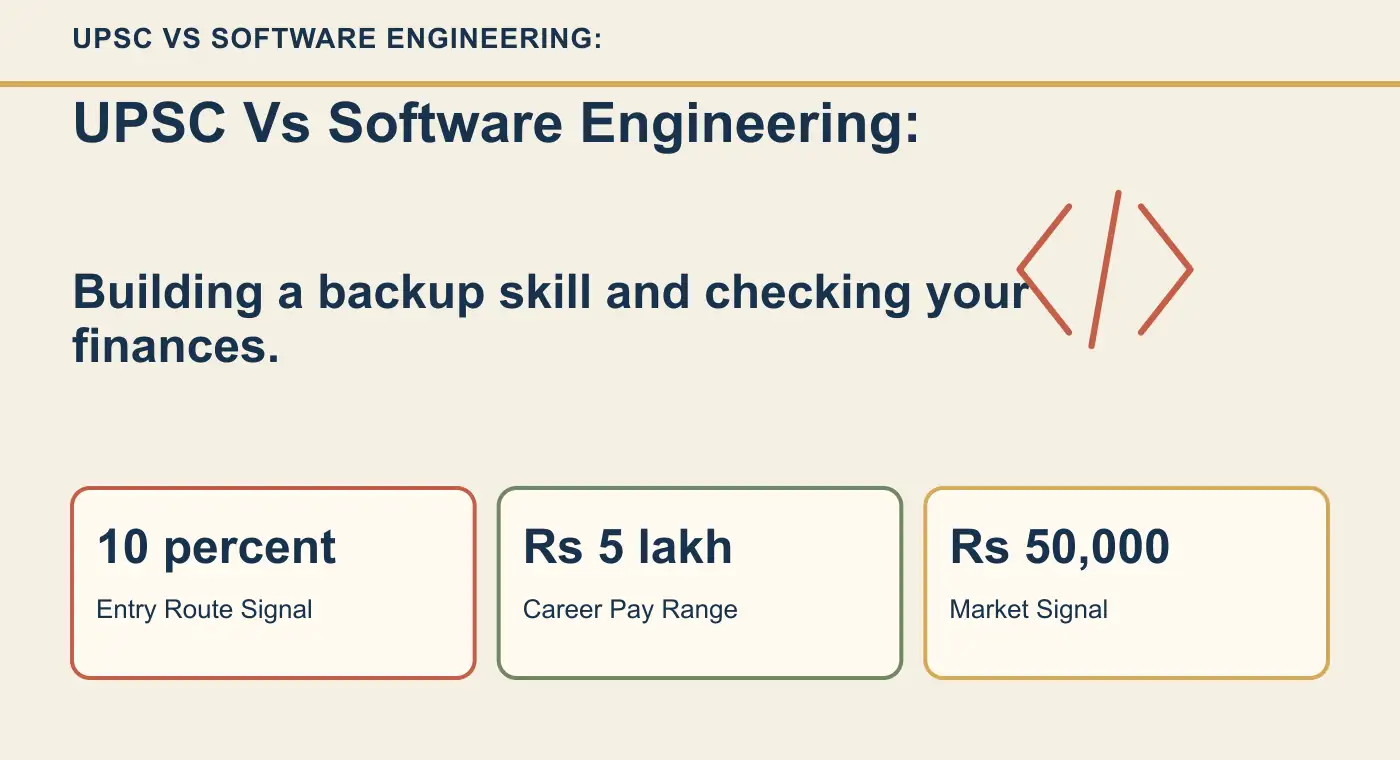 UPSC VS SOFTWARE ENGINEERING:
UPSC Vs Software Engineering:
Building a backup skill and checking your
finances.
10 percent
Entry Route Signal
Rs 5 lakh
Career Pay Range
Rs 50,000
Market Signal